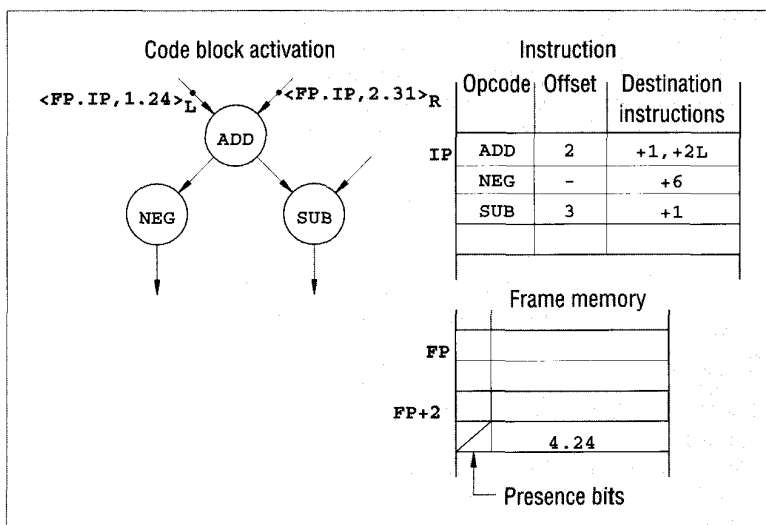 Code block activation
<FP.IP,1.24>L
<FP.IP,2.31>R
ADD
NEG
SUB
Instruction
Opcode Offset Destination
instructions
IP ADD 2 +1,+2L
NEG - +6
SUB 3 +1
Frame memory
FP
FP+2
4.24
Presence bits